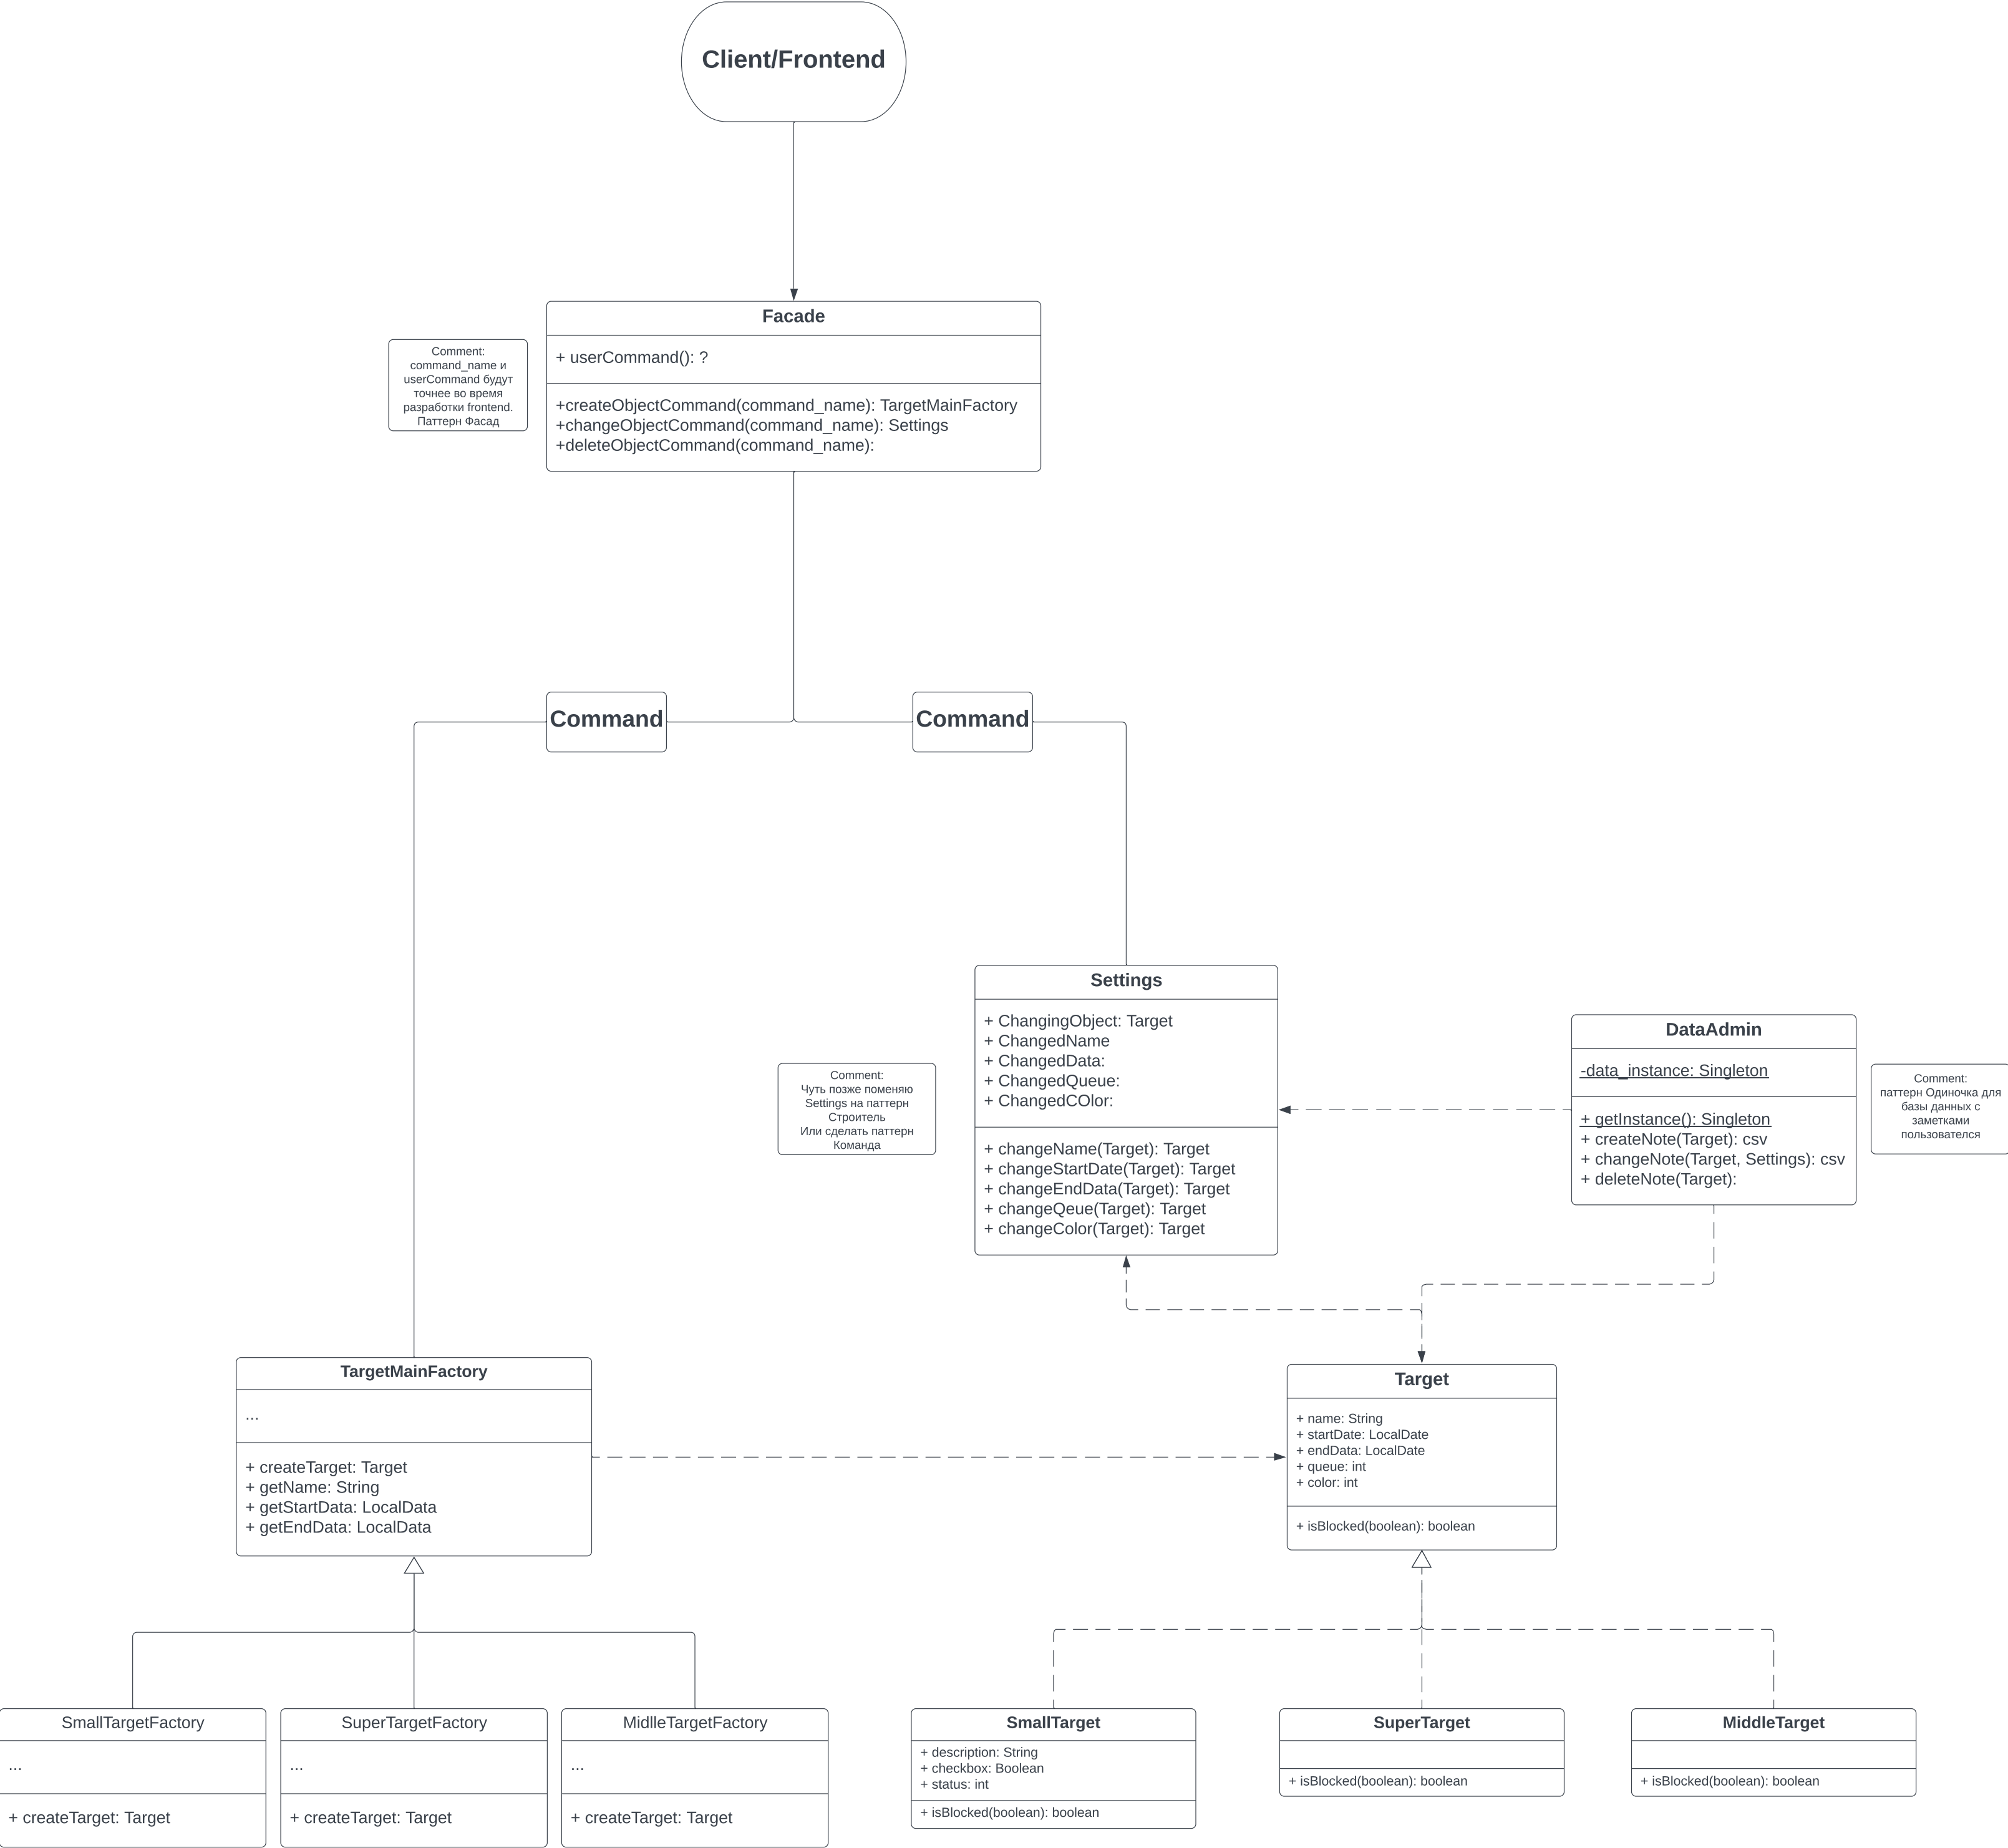 Client/Frontend
Facade
+ userCommand(): ?
+createObjectCommand(command_name): TargetMainFactory
+changeObjectCommand(command_name): Settings
+deleteObjectCommand(command_name):
Comment:
command_name и
userCommand будут
точнее во время
разработки frontend.
Паттерн Фасад
Command
Command
Settings
+ ChangingObject: Target
+ ChangedName
+ ChangedData:
+ ChangedQueue:
+ ChangedCOlor:
+ changeName(Target): Target
+ changeStartDate(Target): Target
+ changeEndData(Target): Target
+ changeQeue(Target): Target
+ changeColor(Target): Target
Comment:
Чуть позже поменяю
Settings на паттерн
Строитель
Или сделать паттерн
Команда
DataAdmin
-data_instance: Singleton
+ getInstance(): Singleton
+ createNote(Target): csv
+ changeNote(Target, Settings): csv
+ deleteNote(Target):
Comment:
паттерн Одиночка для
базы данных с
заметками
пользователся
TargetMainFactory
...
+ createTarget: Target
+ getName: String
+ getStartData: LocalData
+ getEndData: LocalData
Target
+ name: String
+ startDate: LocalDate
+ endData: LocalDate
+ queue: int
+ color: int
+ isBlocked(boolean): boolean
SmallTargetFactory
...
+ createTarget: Target
SuperTargetFactory
...
+ createTarget: Target
MidlleTargetFactory
...
+ createTarget: Target
SmallTarget
+ description: String
+ checkbox: Boolean
+ status: int
+ isBlocked(boolean): boolean
SuperTarget
+ isBlocked(boolean): boolean
MiddleTarget
+ isBlocked(boolean): boolean